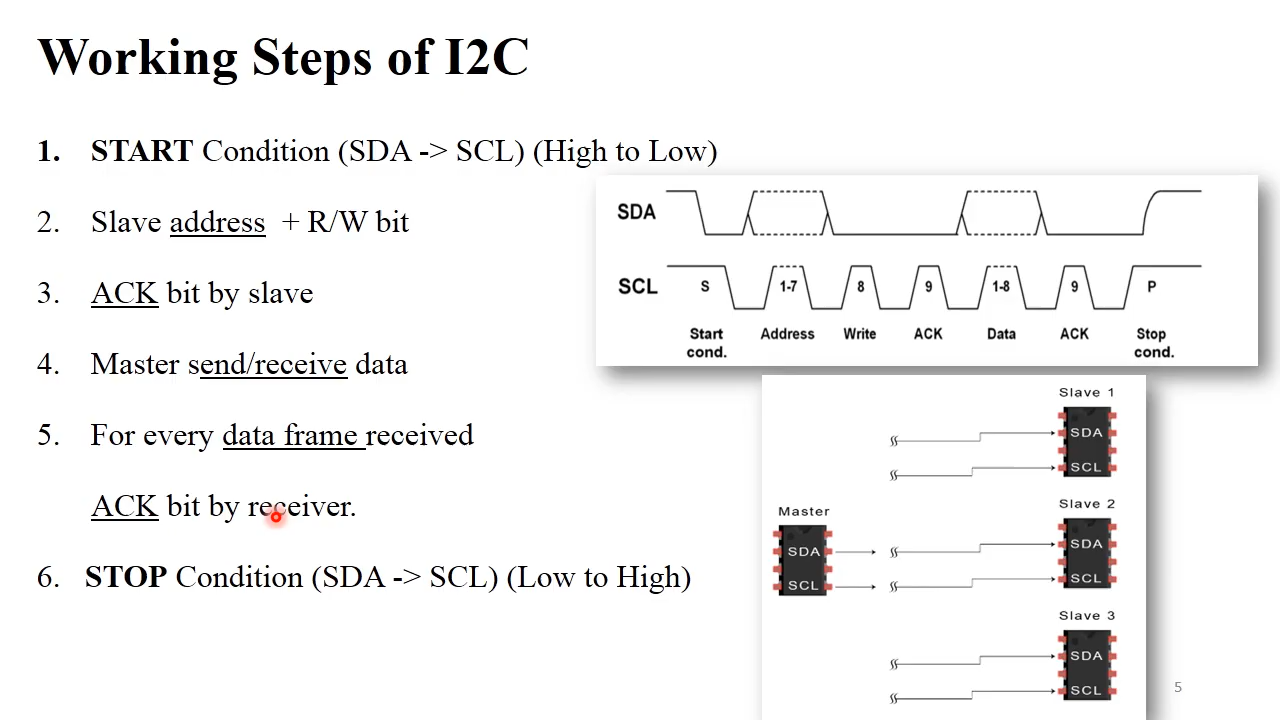 Working Steps of I2C
1. START Condition (SDA -> SCL) (High to Low)
2. Slave address + R/W bit
3. ACK bit by slave
4. Master send/receive data
5. For every data frame received
ACK bit by receiver.
6. STOP Condition (SDA -> SCL) (Low to High)
SDA
SCL S 1-7 8 9 1-8 9 P
Start cond. Address Write ACK Data ACK Stop cond.
Slave 1
SDA
SCL
Master
SDA
SCL
Slave 2
SDA
SCL
Slave 3
SDA
SCL
5